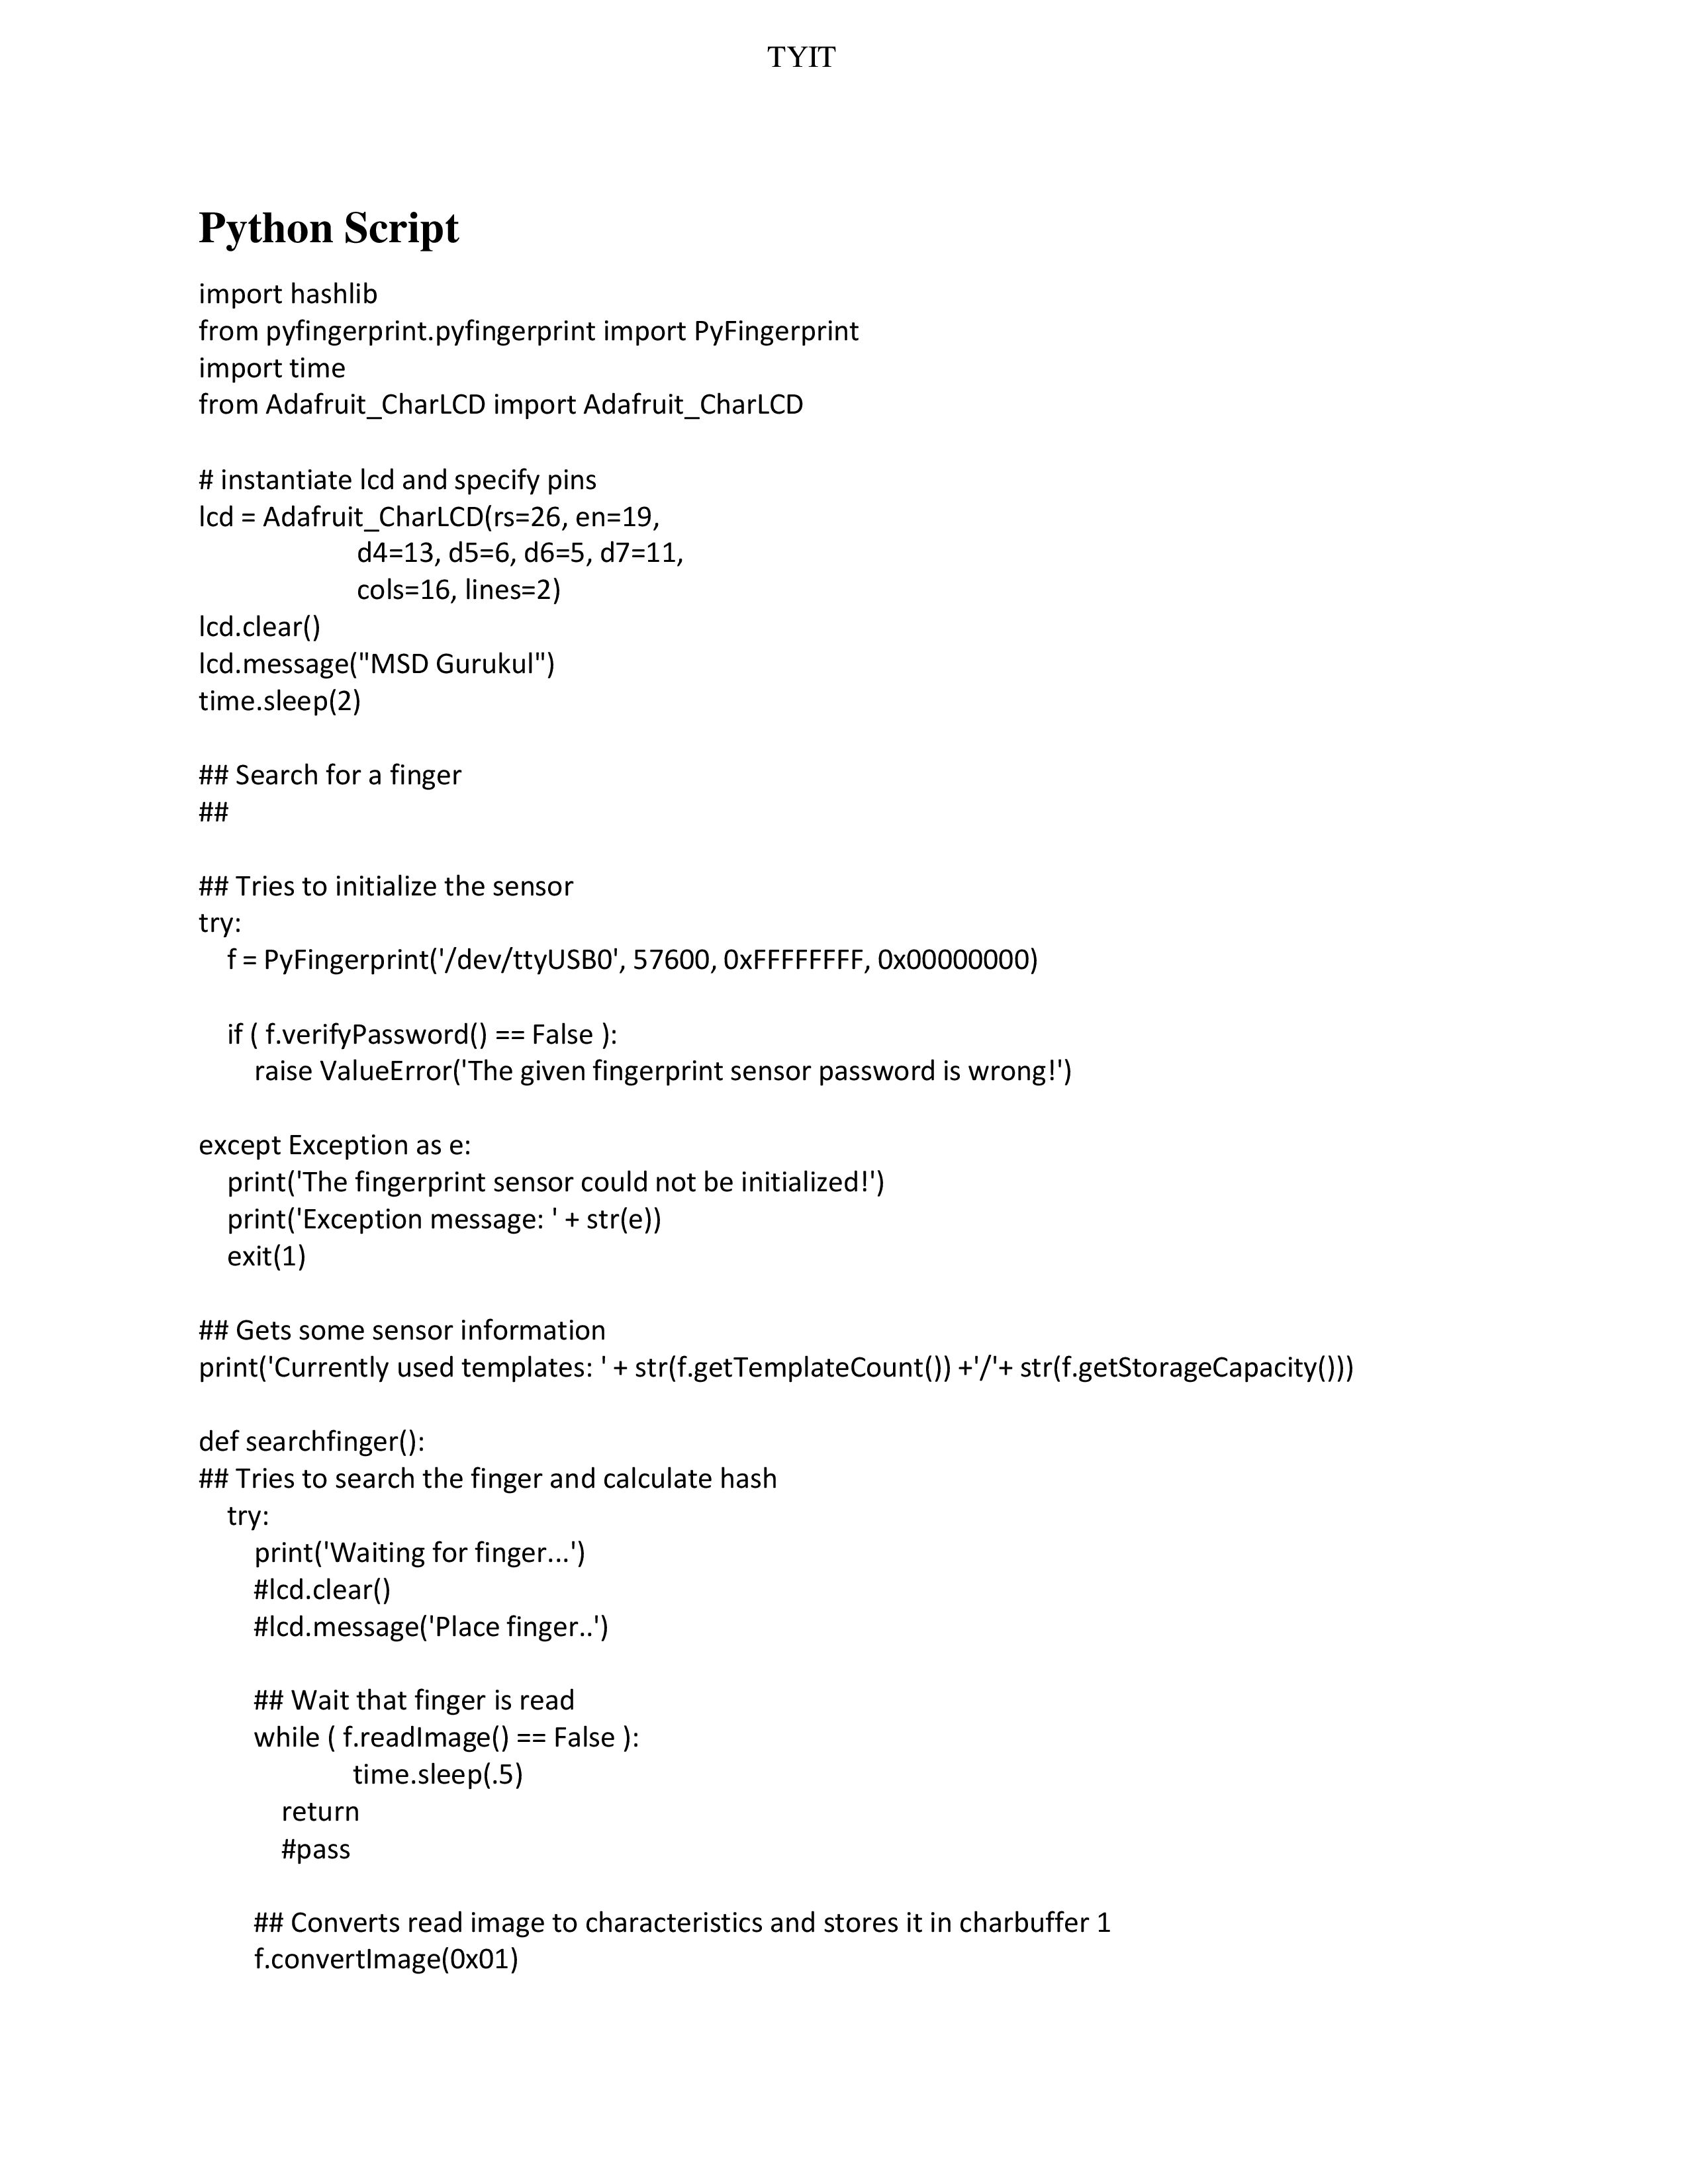 TYIT
Python Script
import hashlib
from pyfingerprint.pyfingerprint import PyFingerprint
import time
from Adafruit_CharLCD import Adafruit_CharLCD
# instantiate lcd and specify pins
lcd = Adafruit_CharLCD(rs=26, en=19,
d4=13, d5=6, d6=5, d7=11,
cols=16, lines=2)
lcd.clear()
lcd.message("MSD Gurukul")
time.sleep(2)
## Search for a finger
##
## Tries to initialize the sensor
try:
f = PyFingerprint('/dev/ttyUSB0', 57600, 0xFFFFFFFF, 0x00000000)
if ( f.verifyPassword() == False ):
raise ValueError('The given fingerprint sensor password is wrong!')
except Exception as e:
print('The fingerprint sensor could not be initialized!')
print('Exception message: ' + str(e))
exit(1)
## Gets some sensor information
print('Currently used templates: ' + str(f.getTemplateCount()) +'/'+ str(f.getStorageCapacity()))
def searchfinger():
## Tries to search the finger and calculate hash
try:
print('Waiting for finger...')
#lcd.clear()
#lcd.message('Place finger..')
## Wait that finger is read
while ( f.readImage() == False ):
time.sleep(.5)
return
#pass
## Converts read image to characteristics and stores it in charbuffer 1
f.convertImage(0x01)